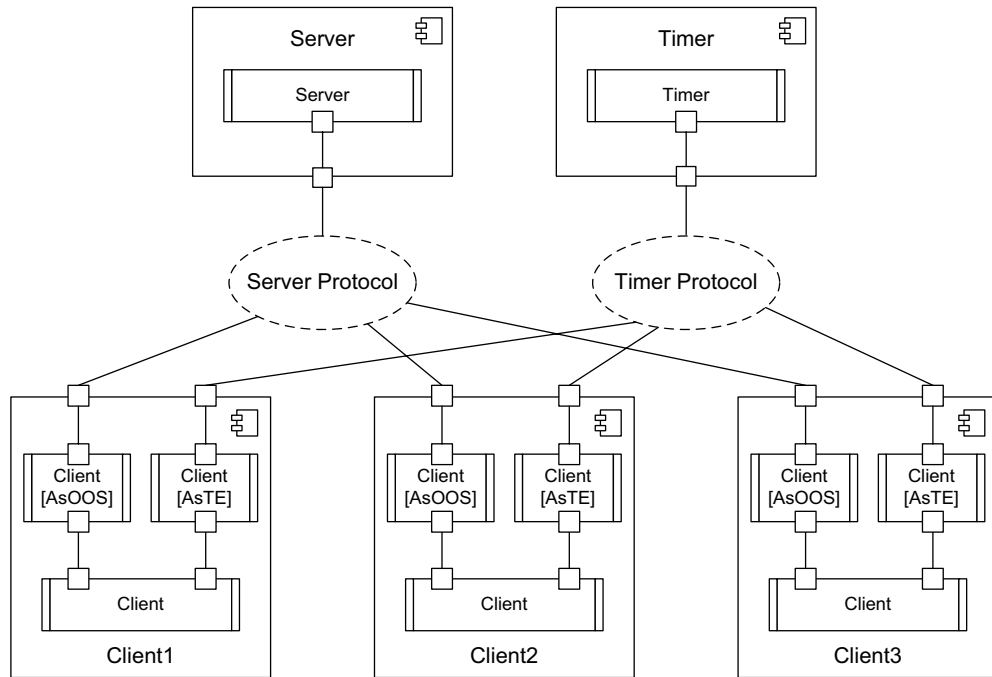 Server
Timer
Server
Timer
Server Protocol
Timer Protocol
Client
[AsOOS]
Client
[AsTE]
Client
[AsOOS]
Client
[AsTE]
Client
[AsOOS]
Client
[AsTE]
Client
Client
Client
Client1
Client2
Client3